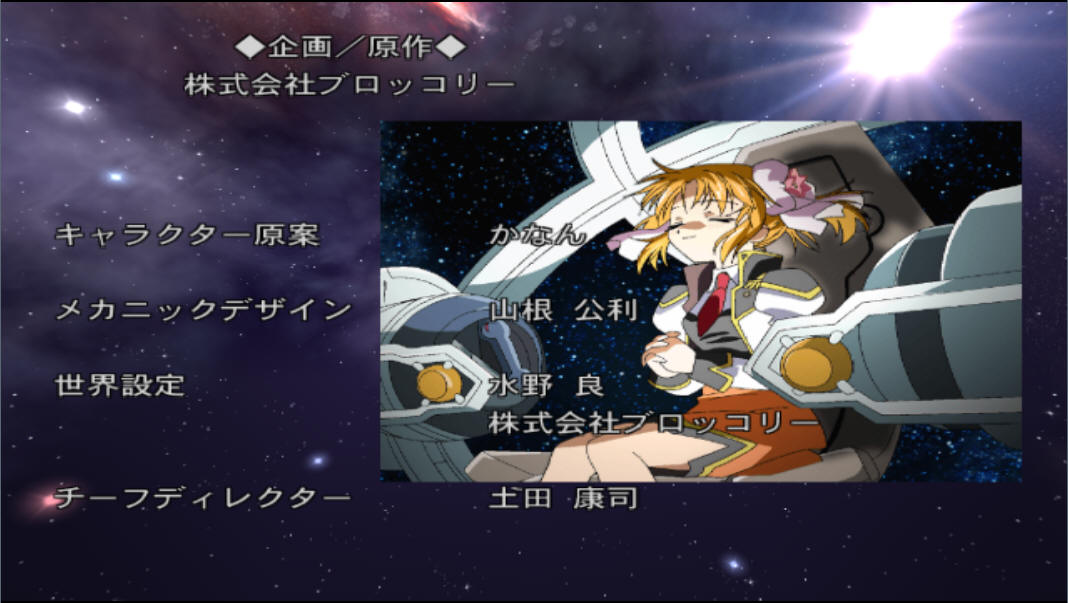 ◆企画／原作◆
株式会社ブロッコリー
キャラクター原案 かなん
メカニックデザイン 山根 公利
世界設定 水野 良
株式会社ブロッコリー
チーフディレクター 土田 康司